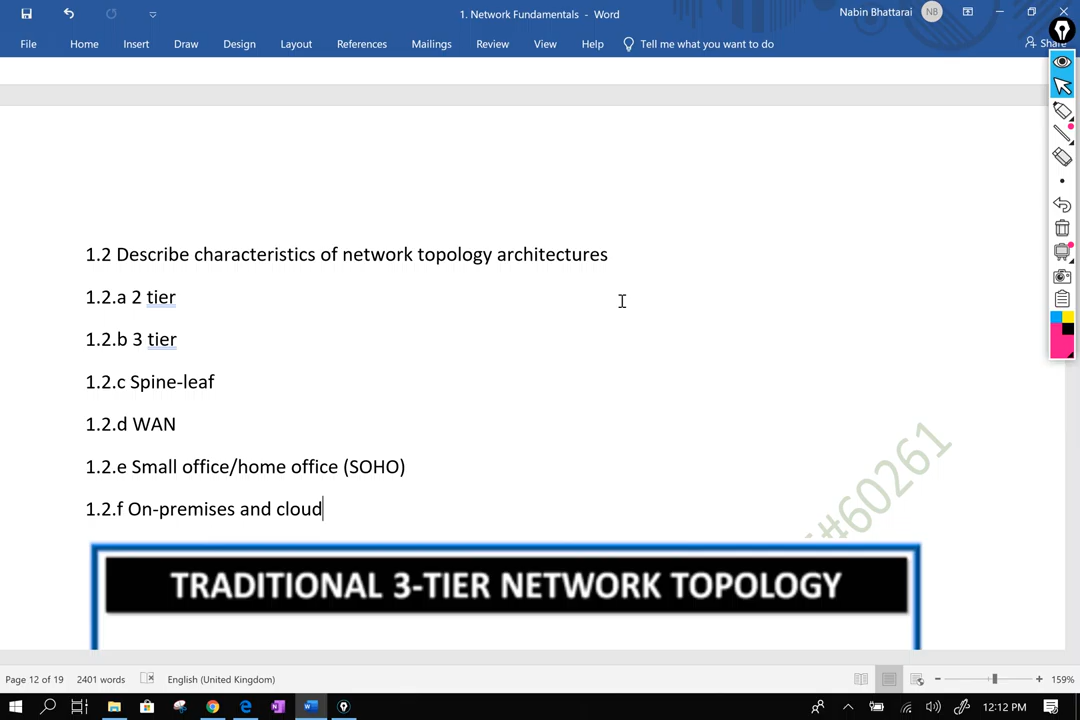 1. Network Fundamentals - Word
Nabin Bhattarai
NB
File Home Insert Draw Design Layout References Mailings Review View Help Tell me what you want to do Share
1.2 Describe characteristics of network topology architectures
1.2.a 2 tier
1.2.b 3 tier
1.2.c Spine-leaf
1.2.d WAN
1.2.e Small office/home office (SOHO)
1.2.f On-premises and cloud
#60261
TRADITIONAL 3-TIER NETWORK TOPOLOGY
Page 12 of 19 2401 words English (United Kingdom) 159%
12:12 PM